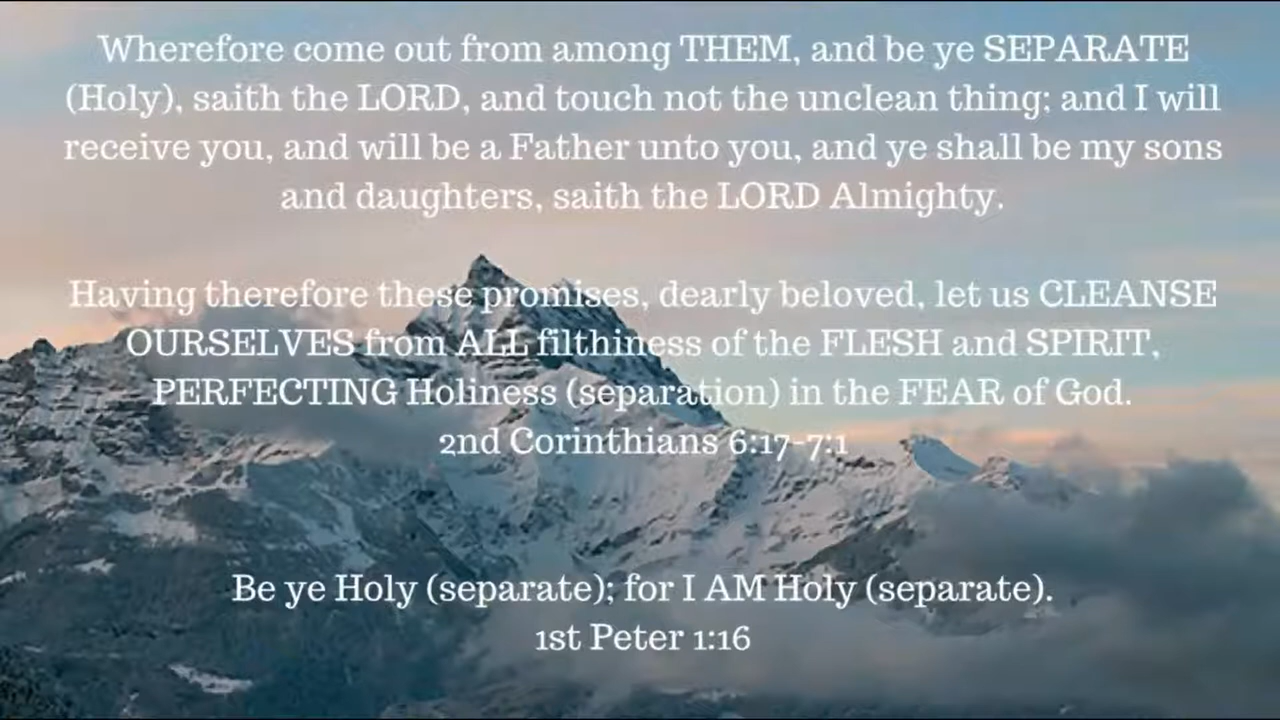 Wherefore come out from among THEM, and be ye SEPARATE
(Holy), saith the LORD, and touch not the unclean thing; and I will
receive you, and will be a Father unto you, and ye shall be my sons
and daughters, saith the LORD Almighty.
Having therefore these promises, dearly beloved, let us CLEANSE
OURSELVES from ALL filthiness of the FLESH and SPIRIT,
PERFECTING Holiness (separation) in the FEAR of God.
2nd Corinthians 6:17-7:1
Be ye Holy (separate); for I AM Holy (separate).
1st Peter 1:16